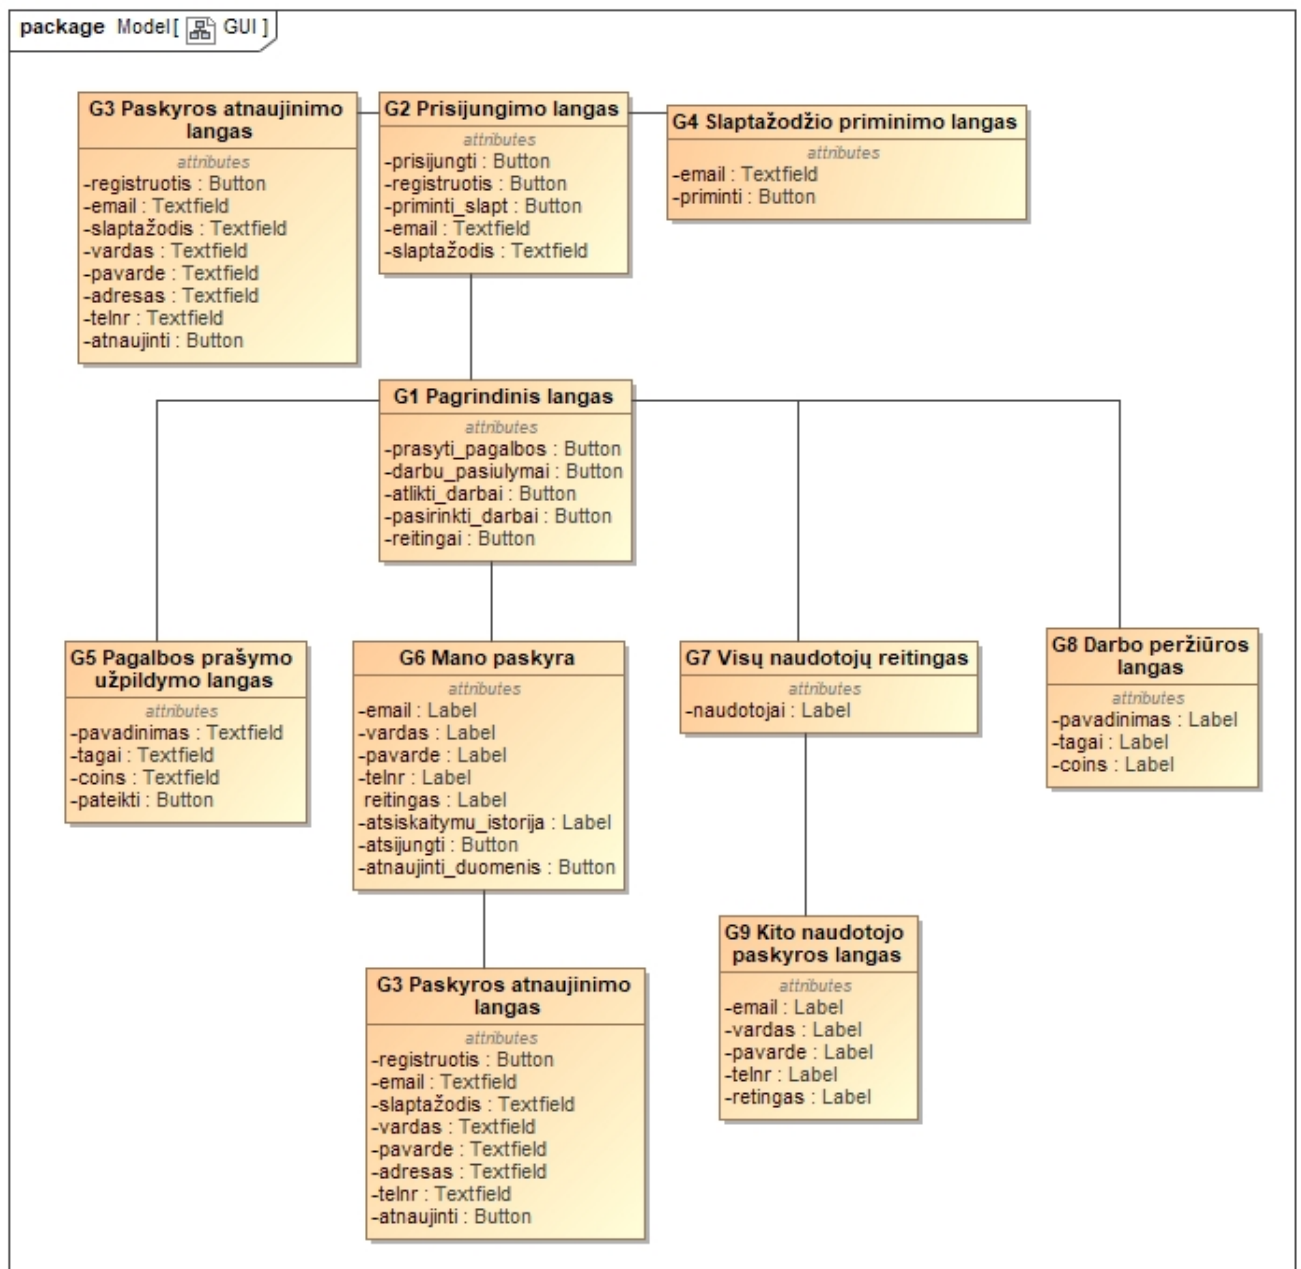 package Model[ GUI ]
G3 Paskyros atnaujinimo
langas
attributes
-registruotis : Button
-email : Textfield
-slaptažodis : Textfield
-vardas : Textfield
-pavarde : Textfield
-adresas : Textfield
-telnr : Textfield
-atnaujinti : Button
G2 Prisijungimo langas
attributes
-prisijungti : Button
-registruotis : Button
-priminti_slapt : Button
-email : Textfield
-slaptažodis : Textfield
G4 Slaptažodžio priminimo langas
attributes
-email : Textfield
-priminti : Button
G1 Pagrindinis langas
attributes
-prasyti_pagalbos : Button
-darbu_pasiulymai : Button
-atlikti_darbai : Button
-pasirinkti_darbai : Button
-reitingai : Button
G5 Pagalbos prašymo
užpildymo langas
attributes
-pavadinimas : Textfield
-tagai : Textfield
-coins : Textfield
-pateikti : Button
G6 Mano paskyra
attributes
-email : Label
-vardas : Label
-pavarde : Label
-telnr : Label
reitingas : Label
-atsiskaitymu_istorija : Label
-atsijungti : Button
-atnaujinti_duomenis : Button
G7 Visų naudotojų reitingas
attributes
-naudotojai : Label
G8 Darbo peržiūros
langas
attributes
-pavadinimas : Label
-tagai : Label
-coins : Label
G3 Paskyros atnaujinimo
langas
attributes
-registruotis : Button
-email : Textfield
-slaptažodis : Textfield
-vardas : Textfield
-pavarde : Textfield
-adresas : Textfield
-telnr : Textfield
-atnaujinti : Button
G9 Kito naudotojo
paskyros langas
attributes
-email : Label
-vardas : Label
-pavarde : Label
-telnr : Label
-retingas : Label